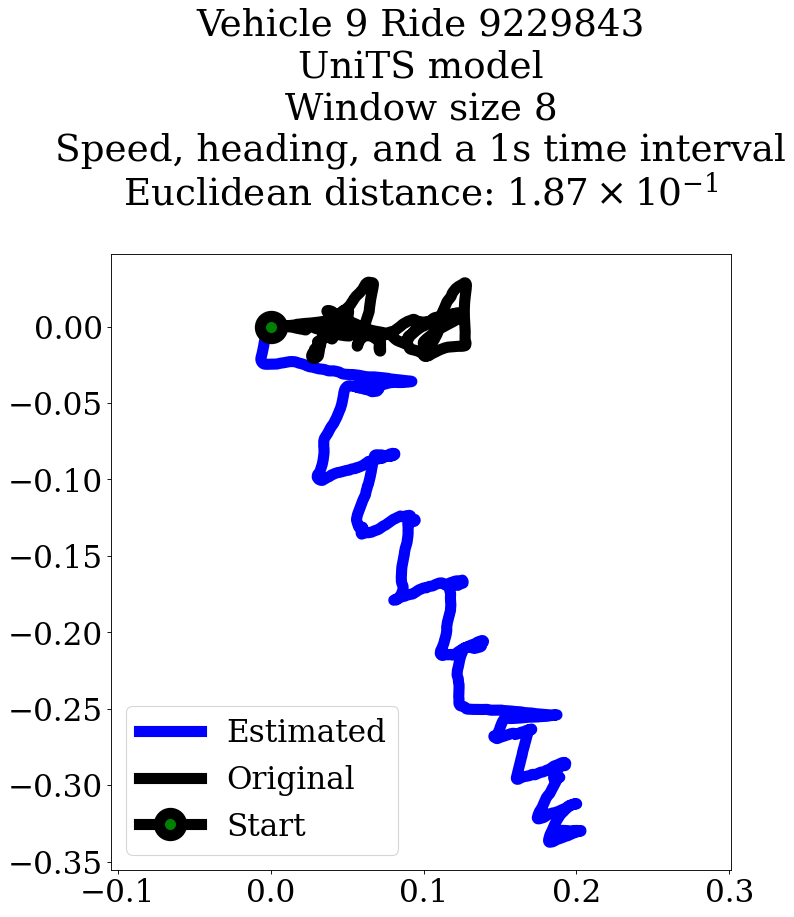 Vehicle 9 Ride 9229843
UniTS model
Window size 8
Speed, heading, and a 1s time interval
Euclidean distance: 1.87 × 10⁻¹
0.00
−0.05
−0.10
−0.15
−0.20
−0.25
−0.30
−0.35
Estimated
Original
Start
−0.1 0.0 0.1 0.2 0.3